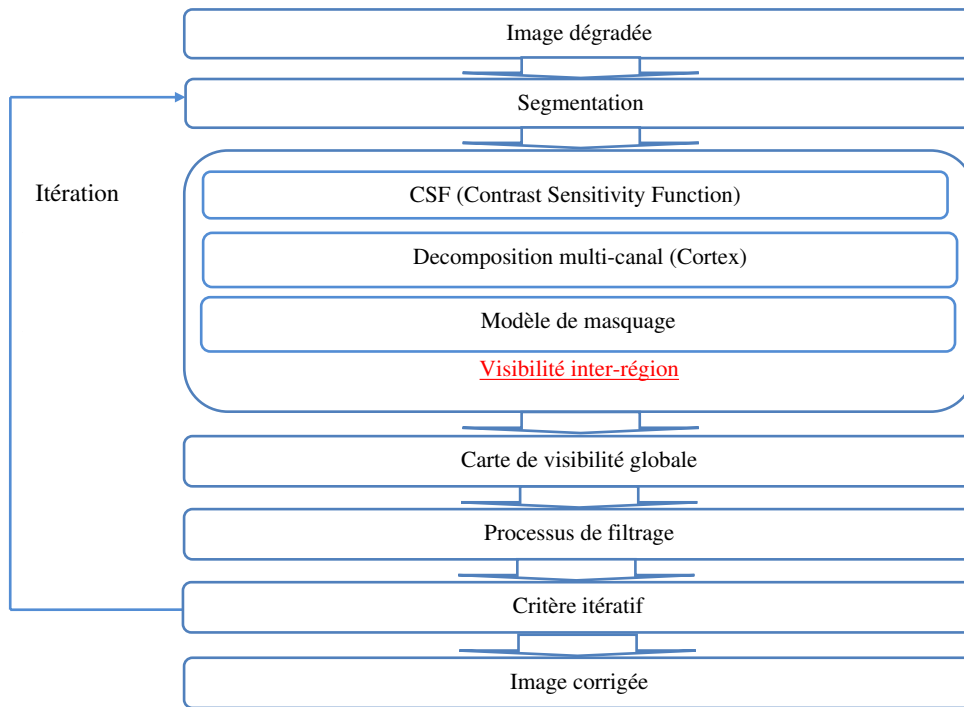 Image dégradée
Segmentation
Itération
CSF (Contrast Sensitivity Function)
Decomposition multi-canal (Cortex)
Modèle de masquage
Visibilité inter-région
Carte de visibilité globale
Processus de filtrage
Critère itératif
Image corrigée